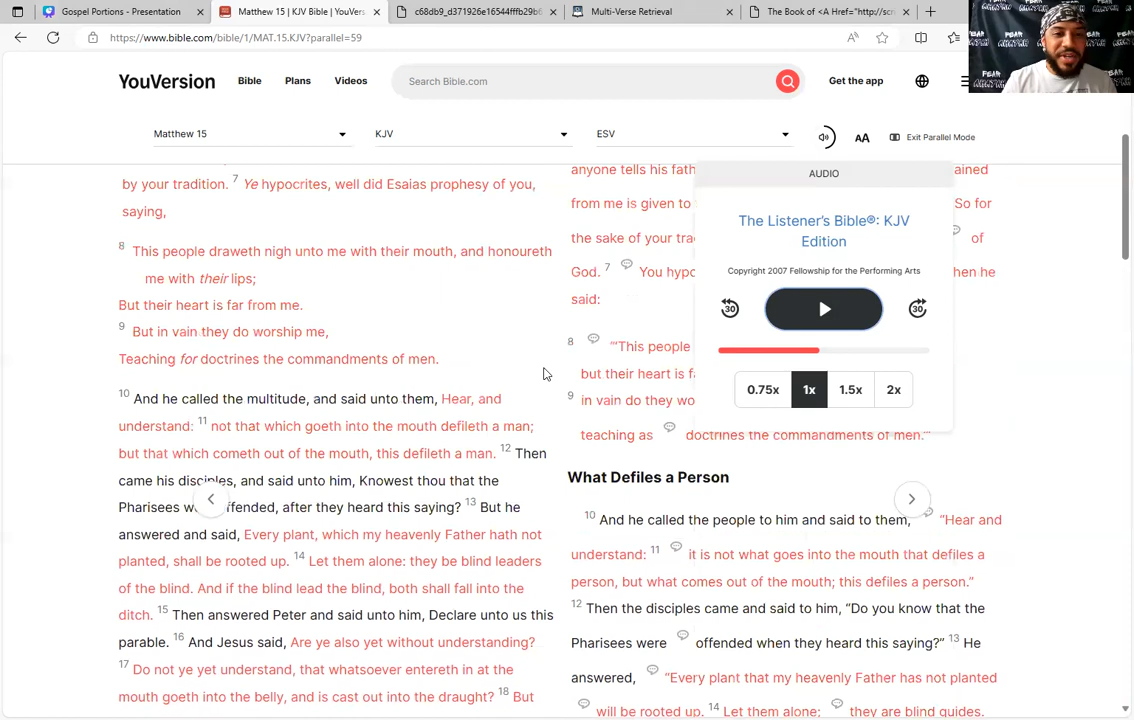 Gospel Portions - Presentation
Matthew 15 | KJV Bible | YouVers
c68db9_d371926e16544fffb29b6
Multi-Verse Retrieval
The Book of <A Href="http://scr
https://www.bible.com/bible/1/MAT.15.KJV?parallel=59
FEAR
FEAR
YouVersion
Bible
Plans
Videos
Search Bible.com
Get the app
Matthew 15
KJV
ESV
AA
Exit Parallel Mode
by your tradition. 7 Ye hypocrites, well did Esaias prophesy of you,
saying,
8 This people draweth nigh unto me with their mouth, and honoureth
me with their lips;
But their heart is far from me.
9 But in vain they do worship me,
Teaching for doctrines the commandments of men.
10 And he called the multitude, and said unto them, Hear, and
understand: 11 not that which goeth into the mouth defileth a man;
but that which cometh out of the mouth, this defileth a man. 12 Then
came his disciples, and said unto him, Knowest thou that the
Pharisees we offended, after they heard this saying? 13 But he
answered and said, Every plant, which my heavenly Father hath not
planted, shall be rooted up. 14 Let them alone: they be blind leaders
of the blind. And if the blind lead the blind, both shall fall into the
ditch. 15 Then answered Peter and said unto him, Declare unto us this
parable. 16 And Jesus said, Are ye also yet without understanding?
17 Do not ye yet understand, that whatsoever entereth in at the
mouth goeth into the belly, and is cast out into the draught? 18 But
anyone tells his fath
ained
from me is given to
So for
the sake of your tra
of
God. 7 You hypo
hen he
said:
8 “‘This people
but their heart is fa
9 in vain do they wo
teaching as doctrines the commandments of men.’”
What Defiles a Person
10 And he called the people to him and said to them, “Hear and
understand: 11 it is not what goes into the mouth that defiles a
person, but what comes out of the mouth; this defiles a person.”
12 Then the disciples came and said to him, “Do you know that the
Pharisees were offended when they heard this saying?” 13 He
answered, “Every plant that my heavenly Father has not planted
will be rooted up. 14 Let them alone; they are blind guides.
AUDIO
The Listener's Bible®: KJV
Edition
Copyright 2007 Fellowship for the Performing Arts
30
30
0.75x
1x
1.5x
2x